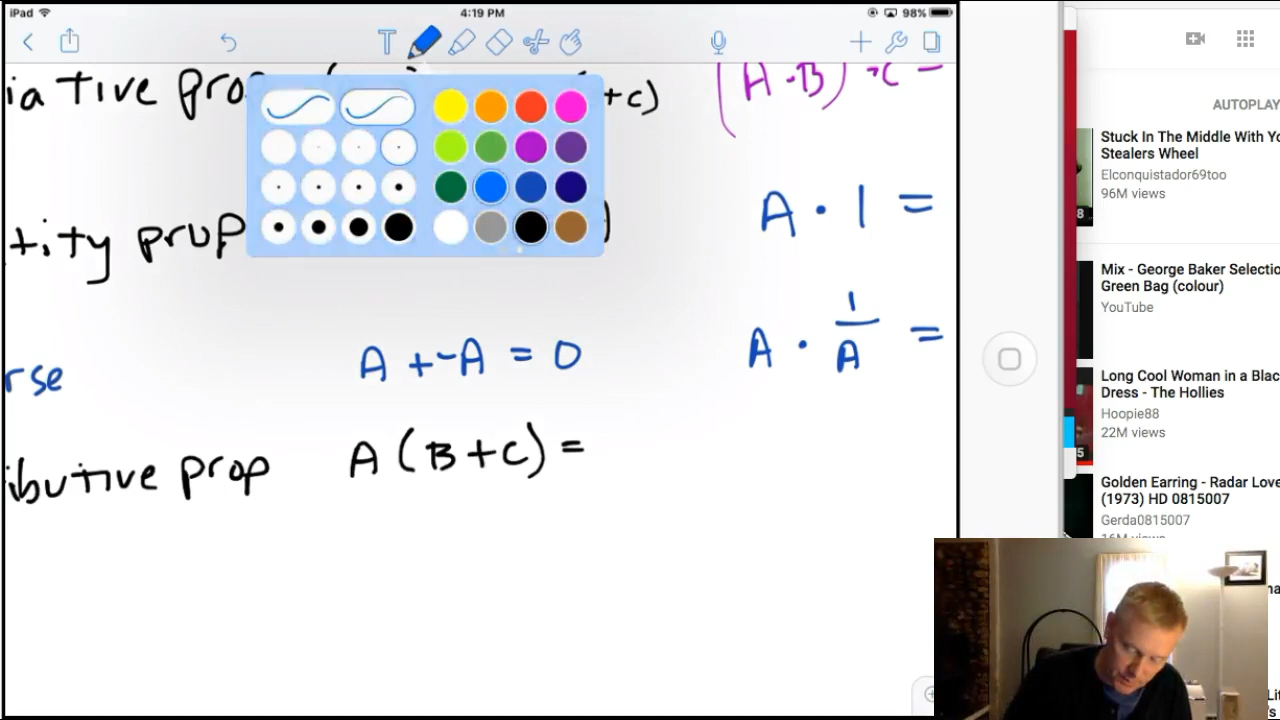 iPad 4:19 PM 98%
T
iative pro +c) (A·B)·c =
A · 1 =
tity prop )
A · 1/A =
rse A + -A = 0
ibutive prop A(B+C) =
AUTOPLAY
Stuck In The Middle With Yo
Stealers Wheel
Elconquistador69too
96M views
8
Mix - George Baker Selectio
Green Bag (colour)
YouTube
Long Cool Woman in a Blac
Dress - The Hollies
Hoopie88
22M views
5
Golden Earring - Radar Love
(1973) HD 0815007
Gerda0815007